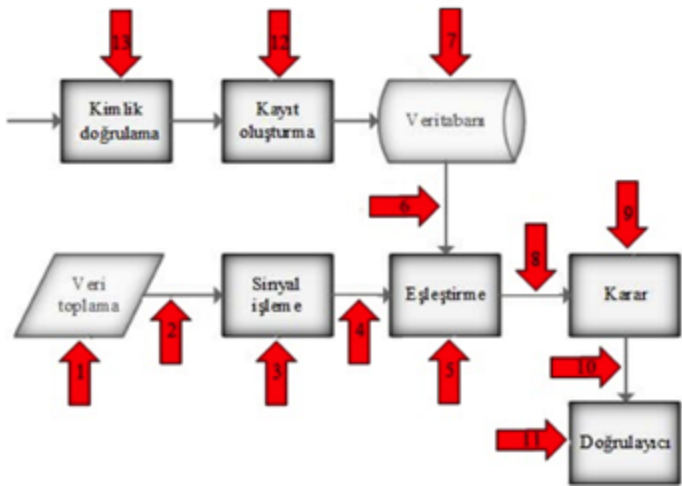 13
12
7
Kimlik
doğrulama
Kayıt
oluşturma
Veritabanı
6
8
9
Veri
toplama
Sinyal
işleme
Eşleştirme
Karar
2
4
1
3
5
10
11
Doğrulayıcı